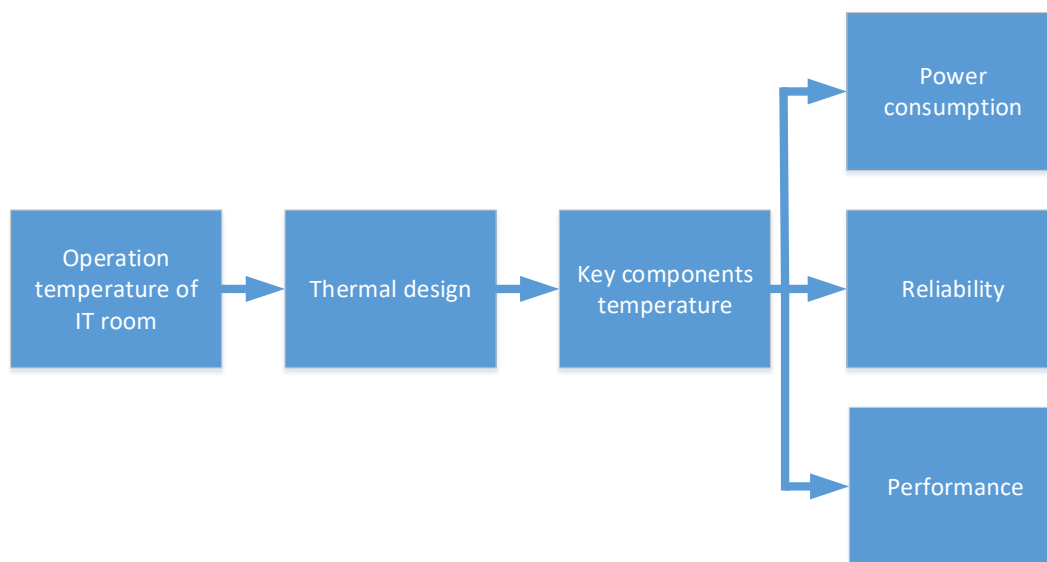 Operation
temperature of
IT room
Thermal design
Key components
temperature
Power
consumption
Reliability
Performance